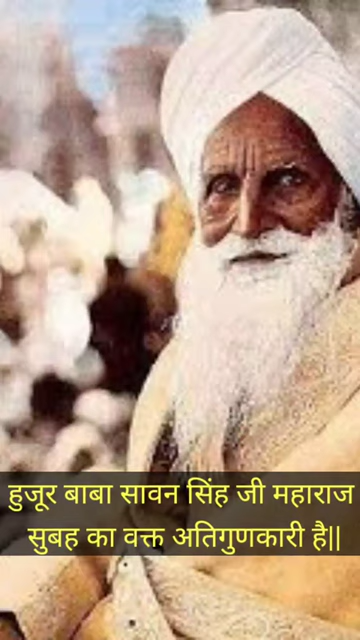 हुजूर बाबा सावन सिंह जी महाराज
सुबह का वक्त अतिगुणकारी है||